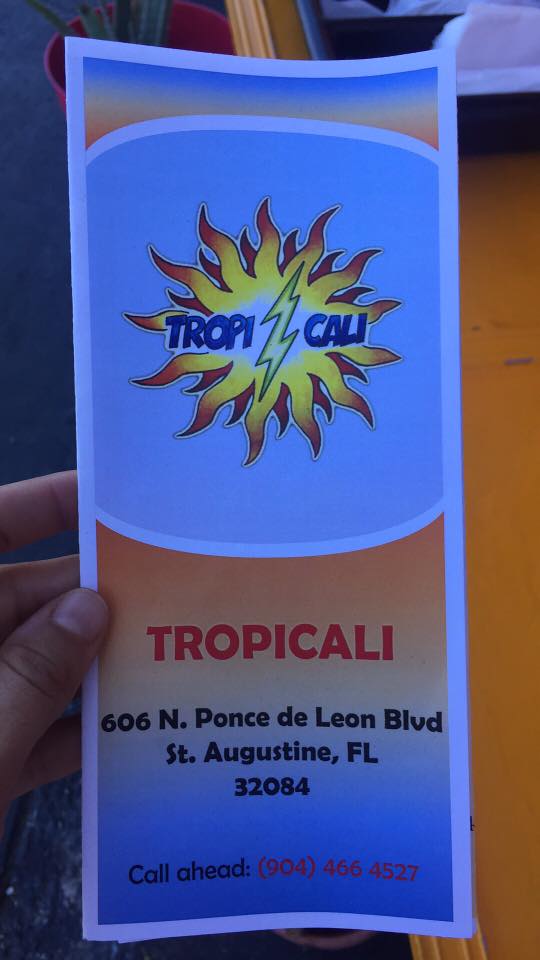 TROPI CALI
TROPICALI
606 N. Ponce de Leon Blvd
St. Augustine, FL
32084
Call ahead: (904) 466 4527